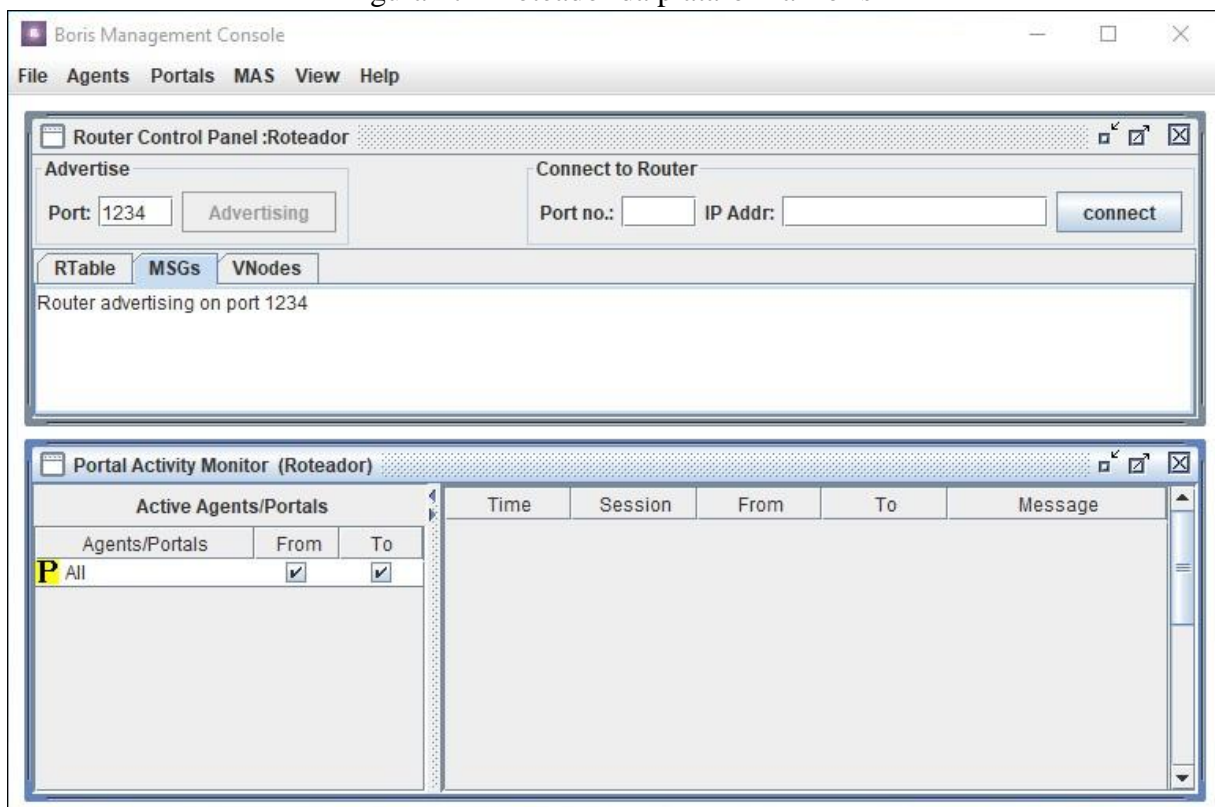 Boris Management Console
File Agents Portals MAS View Help
Router Control Panel :Roteador
Advertise
Connect to Router
Port: 1234 Advertising Port no.: IP Addr: connect
RTable MSGs VNodes
Router advertising on port 1234
Portal Activity Monitor (Roteador)
Active Agents/Portals
Time Session From To Message
Agents/Portals From To
P All